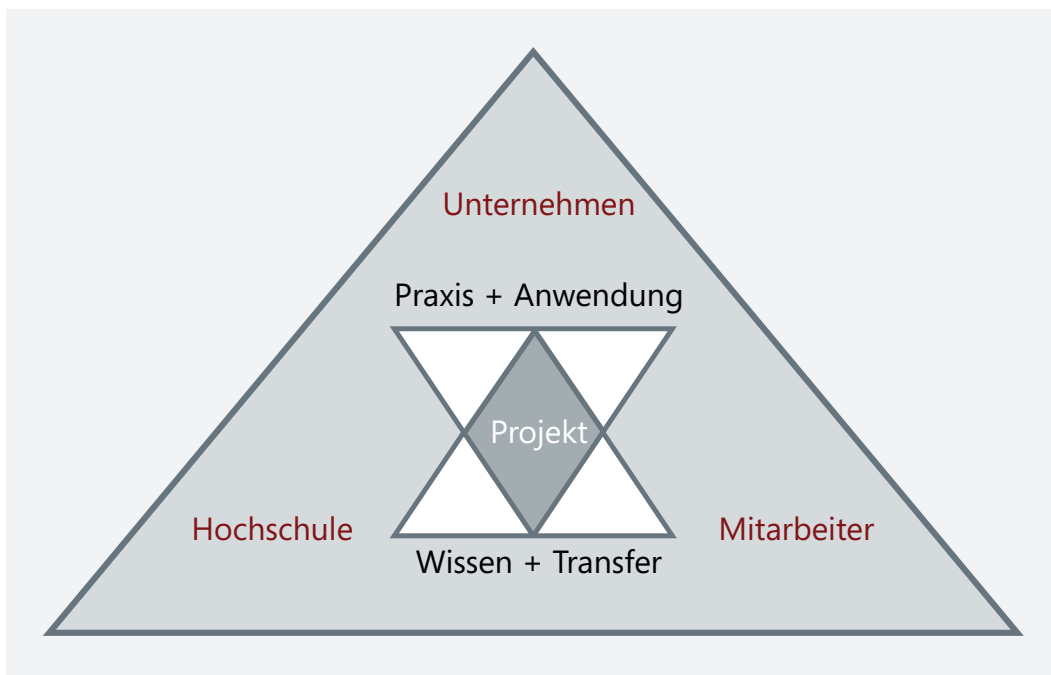 Unternehmen
Praxis + Anwendung
Projekt
Hochschule
Mitarbeiter
Wissen + Transfer